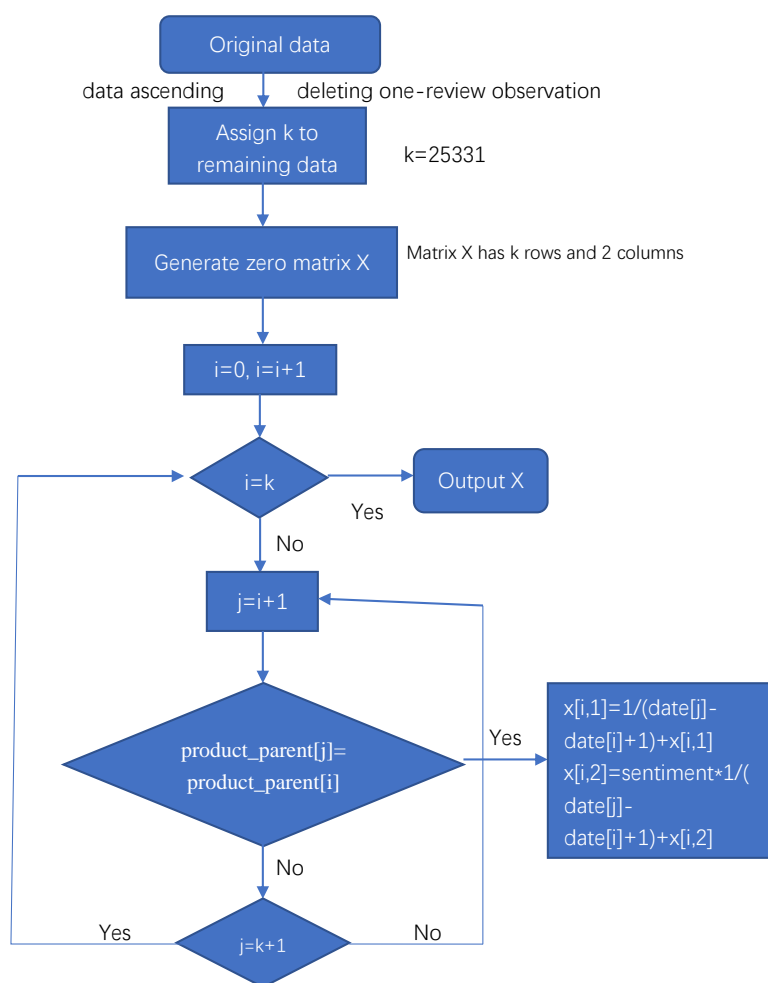 Original data
data ascending
deleting one-review observation
Assign k to
remaining data
k=25331
Generate zero matrix X
Matrix X has k rows and 2 columns
i=0, i=i+1
i=k
Output X
Yes
No
j=i+1
product_parent[j]=
product_parent[i]
Yes
x[i,1]=1/(date[j]-
date[i]+1)+x[i,1]
x[i,2]=sentiment*1/(
date[j]-
date[i]+1)+x[i,2]
No
Yes
j=k+1
No